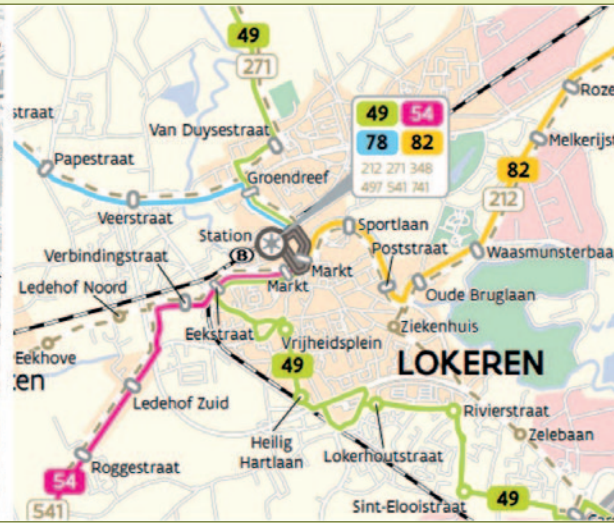 49
271
straat
Van Duysestraat
49 54
78 82
212 271 348
497 541 741
Roze
Melkerijst
Papestraat
Groendreef
82
212
Veerstraat
Station
Sportlaan
Poststraat
Waasmunsterbaa
Verbindingstraat
B
Markt
Markt
Ledehof Noord
Oude Bruglaan
Eekstraat
Vrijheidsplein
Ziekenhuis
Eekhove
ten
49
LOKEREN
Ledehof Zuid
Rivierstraat
Heilig
Hartlaan
Lokerhoutstraat
Zelebaan
Roggestraat
54
541
Sint-Elooistraat
49